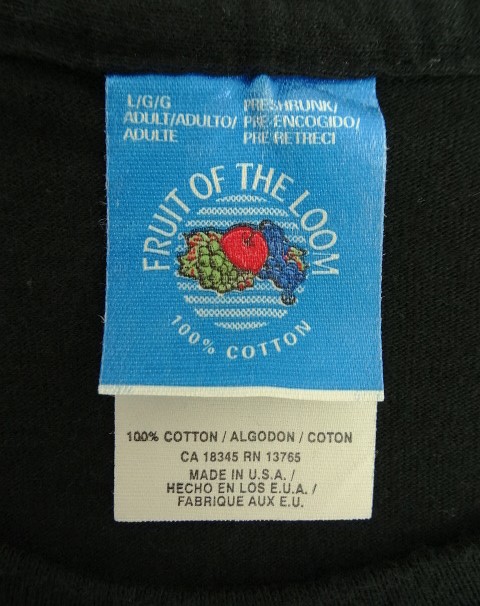 L/G/G PRESHRUNK/
ADULT/ADULTO/ PRE-ENCOGIDO/
ADULTE PRE RETRECI
FRUIT OF THE LOOM
100% COTTON
100% COTTON / ALGODON / COTON
CA 18345 RN 13765
MADE IN U.S.A. /
HECHO EN LOS E.U.A. /
FABRIQUE AUX E.U.